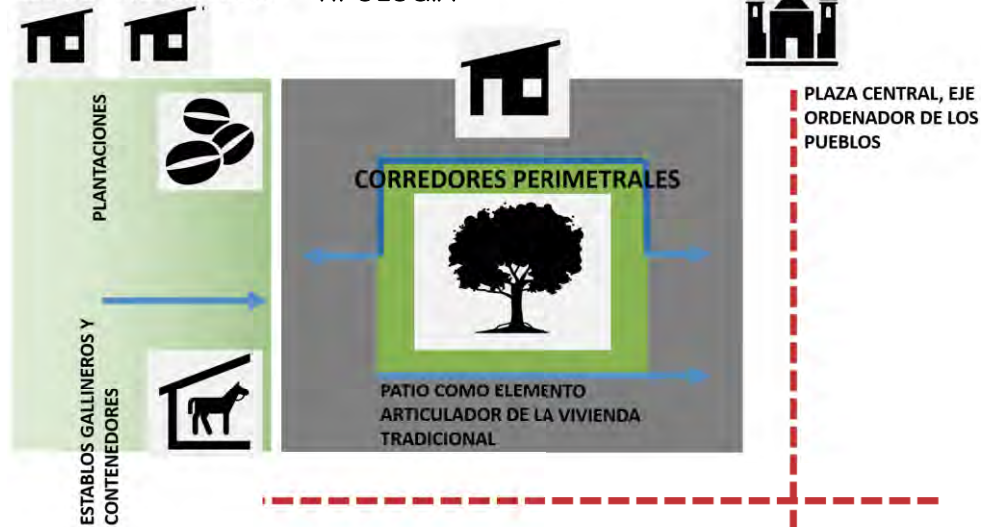 TIPOLOGIA
PLAZA CENTRAL, EJE
ORDENADOR DE LOS
PUEBLOS
PLANTACIONES
CORREDORES PERIMETRALES
PATIO COMO ELEMENTO
ARTICULADOR DE LA VIVIENDA
TRADICIONAL
ESTABLOS GALLINEROS Y
CONTENEDORES